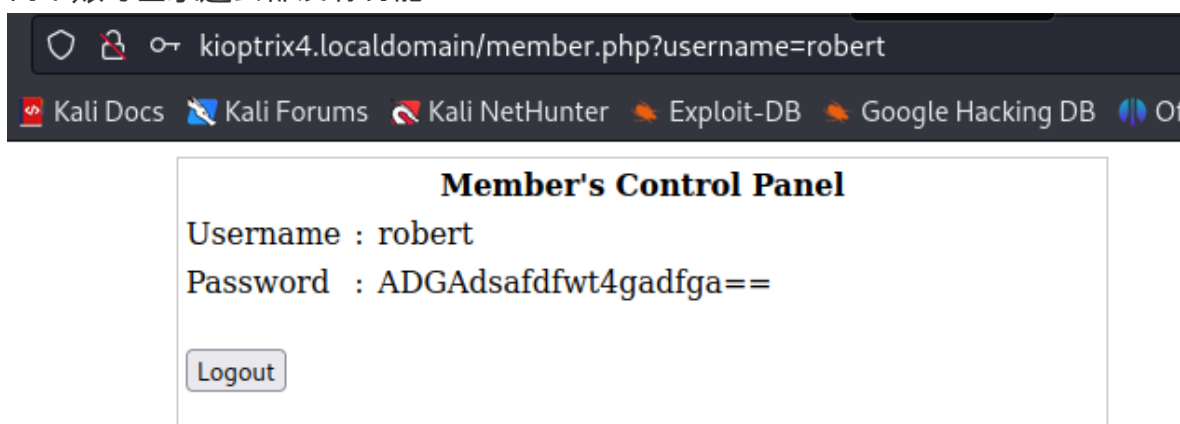 kioptrix4.localdomain/member.php?username=robert
Kali Docs Kali Forums Kali NetHunter Exploit-DB Google Hacking DB
Member's Control Panel
Username : robert
Password : ADGAdsafdfwt4gadfga==
Logout